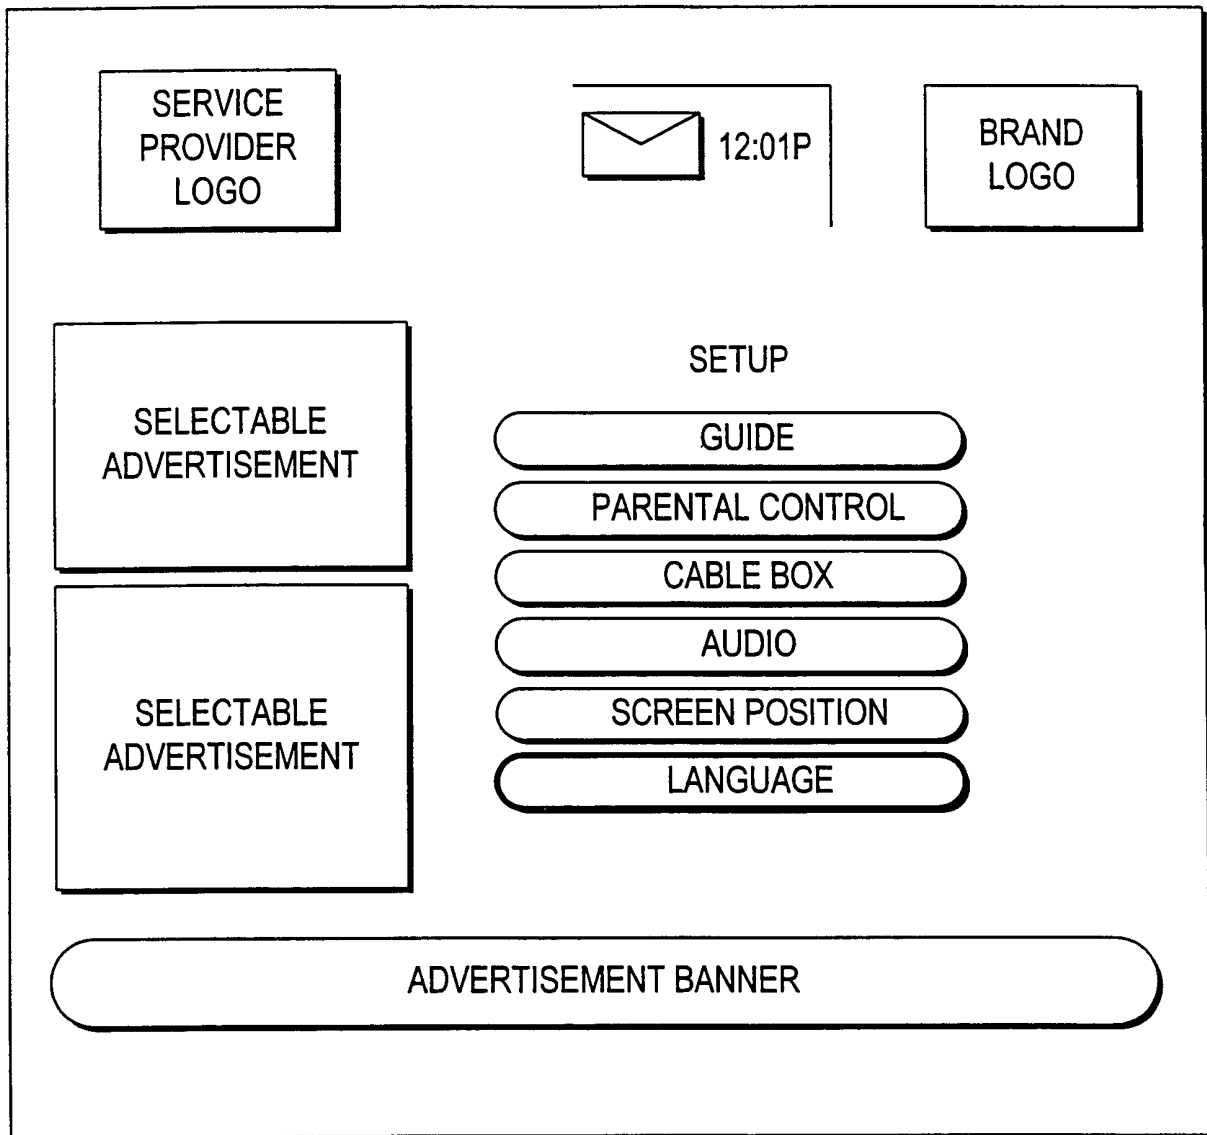 SERVICE
PROVIDER
LOGO
12:01P
BRAND
LOGO
SELECTABLE
ADVERTISEMENT
SELECTABLE
ADVERTISEMENT
SETUP
GUIDE
PARENTAL CONTROL
CABLE BOX
AUDIO
SCREEN POSITION
LANGUAGE
ADVERTISEMENT BANNER